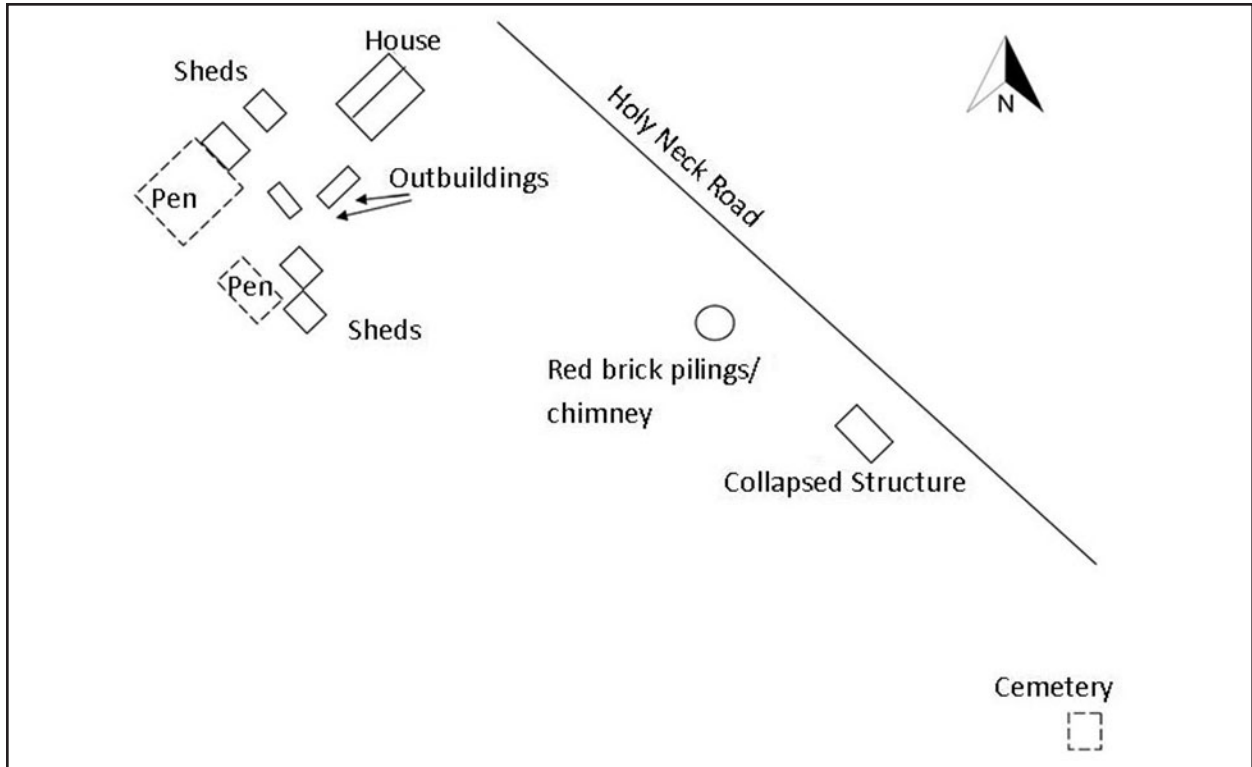 House
Sheds
Holy Neck Road
N
Pen
Outbuildings
Pen
Sheds
Red brick pilings/
chimney
Collapsed Structure
Cemetery